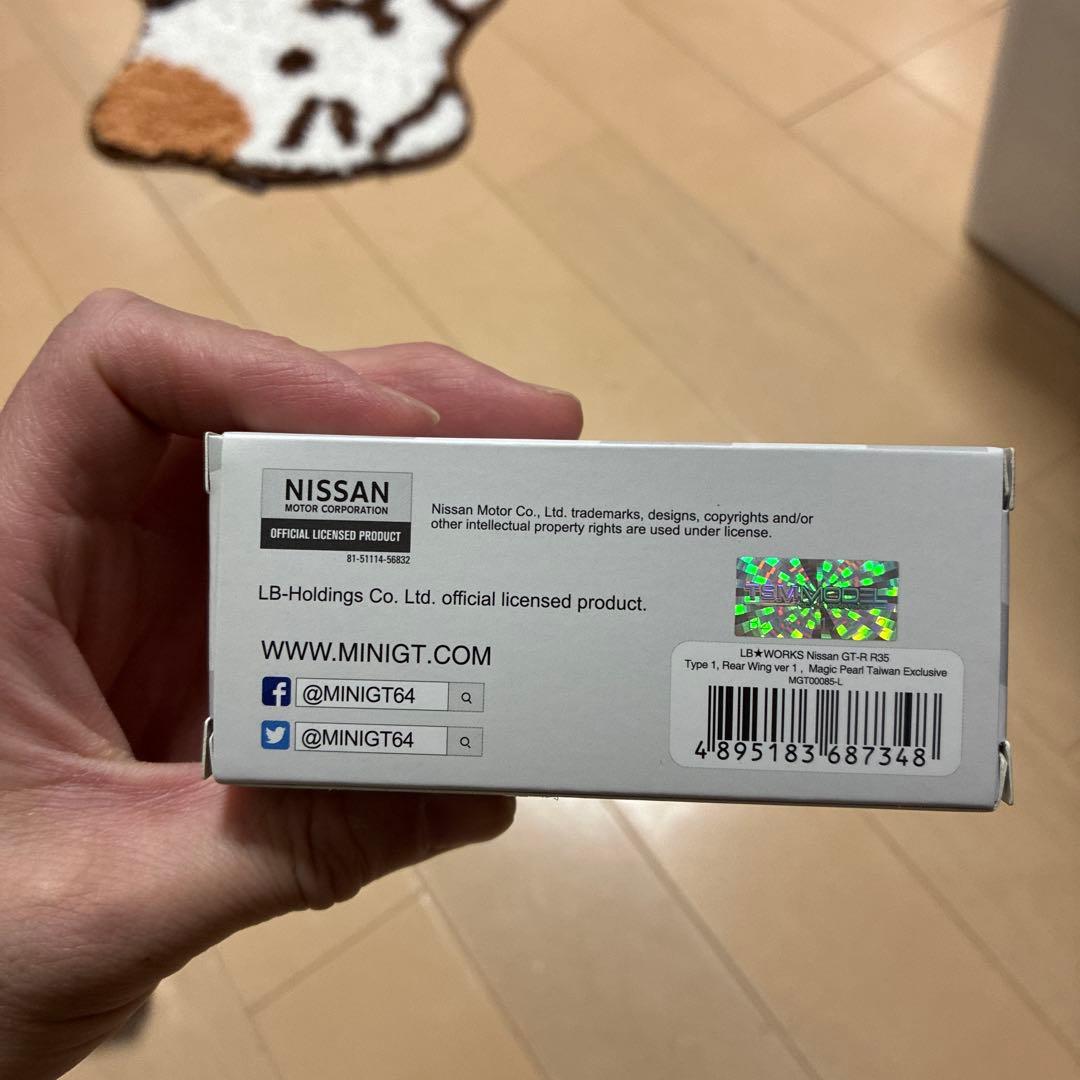 NISSAN
MOTOR CORPORATION
OFFICIAL LICENSED PRODUCT
81-51114-56832
Nissan Motor Co., Ltd. trademarks, designs, copyrights and/or
other intellectual property rights are used under license.
LB-Holdings Co. Ltd. official licensed product.
WWW.MINIGT.COM
@MINIGT64
@MINIGT64
TSM MODEL
LB★WORKS Nissan GT-R R35
Type 1, Rear Wing ver 1 , Magic Pearl Taiwan Exclusive
MGT00085-L
4 895183 687348